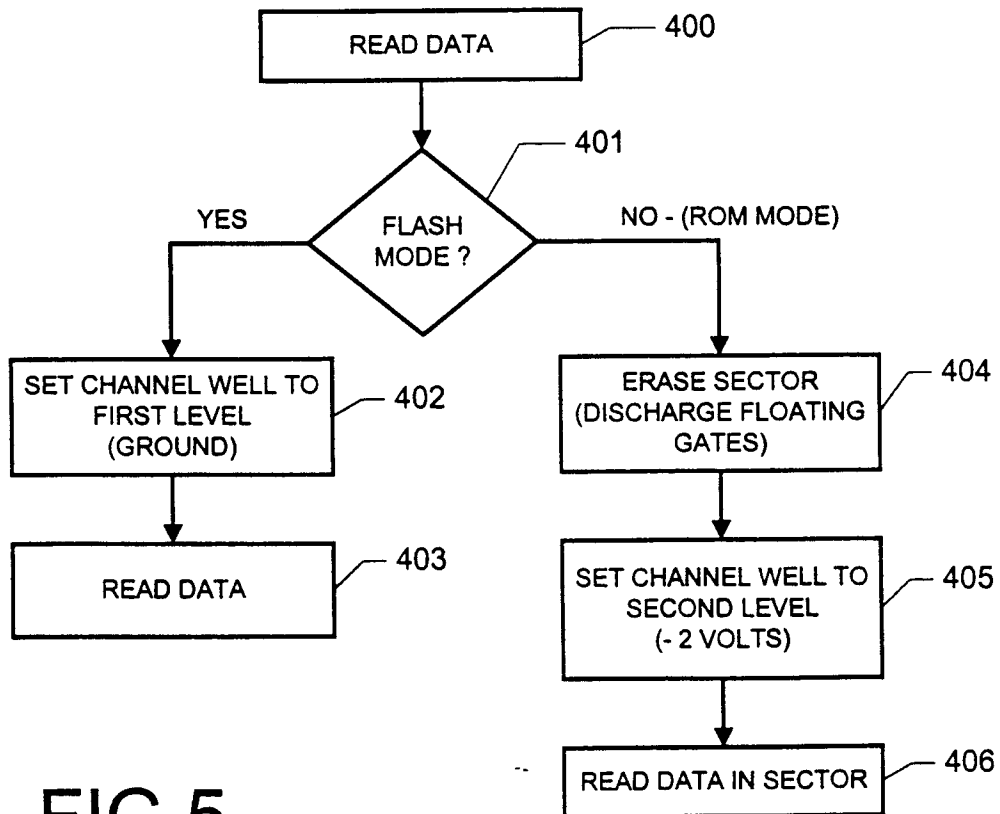 READ DATA
400
401
YES
FLASH
MODE ?
NO - (ROM MODE)
SET CHANNEL WELL TO
FIRST LEVEL
(GROUND)
402
ERASE SECTOR
(DISCHARGE FLOATING
GATES)
404
READ DATA
403
SET CHANNEL WELL TO
SECOND LEVEL
(- 2 VOLTS)
405
READ DATA IN SECTOR
406
FIG 5